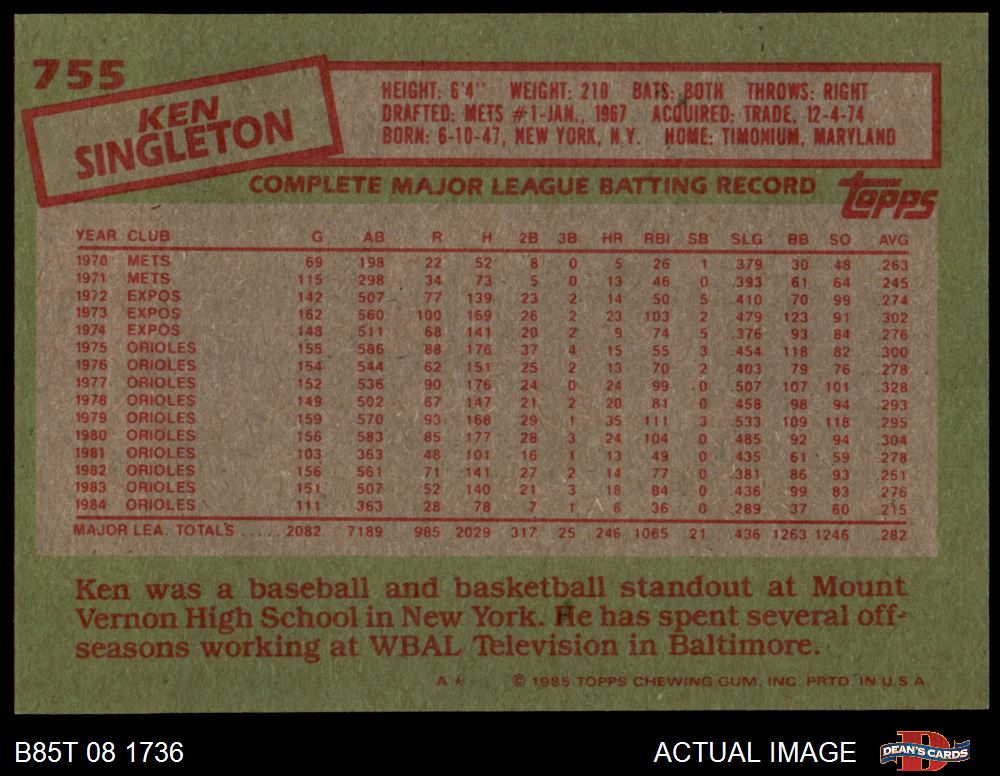 755
KEN
SINGLETON
HEIGHT: 6'4" WEIGHT: 210 BATS: BOTH THROWS: RIGHT
DRAFTED: METS #1-JAN., 1967 ACQUIRED: TRADE, 12-4-74
BORN: 6-10-47, NEW YORK, N.Y. HOME: TIMONIUM, MARYLAND
COMPLETE MAJOR LEAGUE BATTING RECORD
topps
YEAR CLUB G AB R H 2B 3B HR RBI SB SLG BB SO AVG
1970 METS 69 198 22 52 8 0 5 26 1 .379 30 48 .263
1971 METS 115 298 34 73 5 0 13 46 0 .393 61 64 .245
1972 EXPOS 142 507 77 139 23 2 14 50 5 .410 70 99 .274
1973 EXPOS 162 560 100 169 26 2 23 103 2 .479 123 91 .302
1974 EXPOS 148 511 68 141 20 2 9 74 5 .376 93 84 .276
1975 ORIOLES 155 586 88 176 37 4 15 55 3 .454 118 82 .300
1976 ORIOLES 154 544 62 151 25 2 13 70 2 .403 79 76 .278
1977 ORIOLES 152 536 90 176 24 0 24 99 0 .507 107 101 .328
1978 ORIOLES 149 502 67 147 21 2 20 81 0 .458 98 94 .293
1979 ORIOLES 159 570 93 168 29 1 35 111 3 .533 109 118 .295
1980 ORIOLES 156 583 85 177 28 3 24 104 0 .485 92 94 .304
1981 ORIOLES 103 363 48 101 16 1 13 49 0 .435 61 59 .278
1982 ORIOLES 156 561 71 141 27 2 14 77 0 .381 86 93 .251
1983 ORIOLES 151 507 52 140 21 3 18 84 0 .436 99 83 .276
1984 ORIOLES 111 363 28 78 7 1 6 36 0 .289 37 60 .215
MAJOR LEA. TOTALS ..... 2082 7189 985 2029 317 25 246 1065 21 .436 1263 1246 .282
Ken was a baseball and basketball standout at Mount
Vernon High School in New York. He has spent several off-
seasons working at WBAL Television in Baltimore.
A* © 1985 TOPPS CHEWING GUM, INC. PRTD. IN U.S.A.
B85T 08 1736
ACTUAL IMAGE
D
DEAN'S CARDS